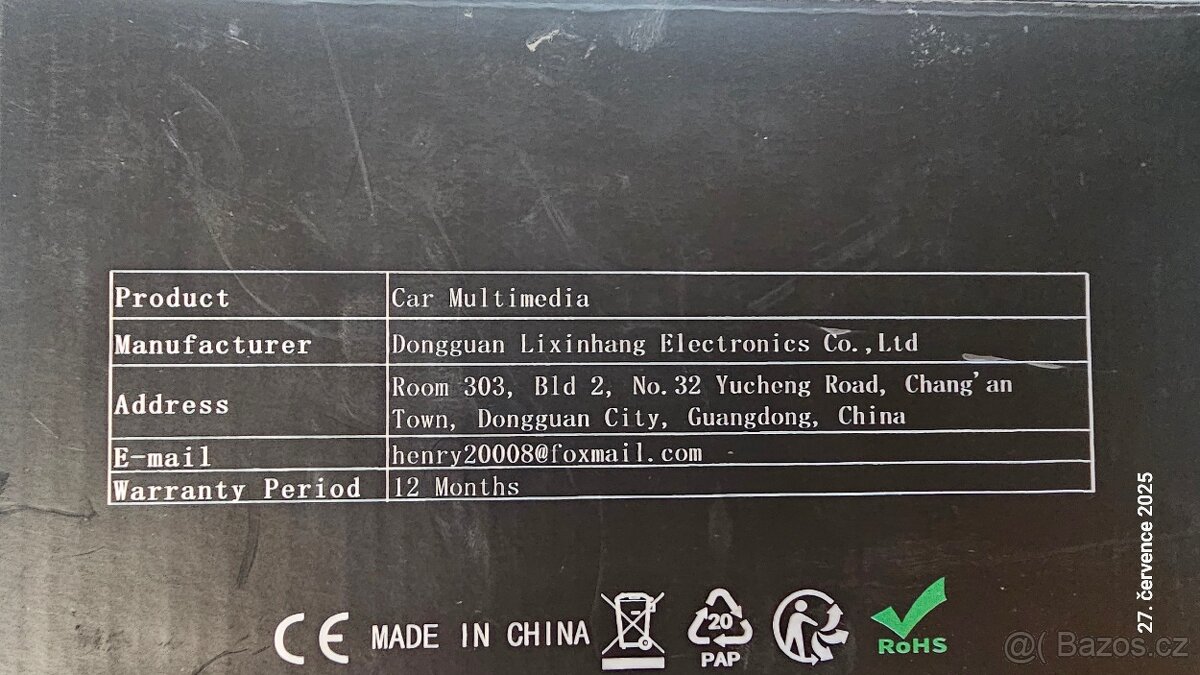 Product Car Multimedia
Manufacturer Dongguan Lixinhang Electronics Co.,Ltd
Address Room 303, Bld 2, No.32 Yucheng Road, Chang'an
Town, Dongguan City, Guangdong, China
E-mail henry20008@foxmail.com
Warranty Period 12 Months
CE MADE IN CHINA 20 PAP RoHS
27. července 2025
@( Bazos.cz